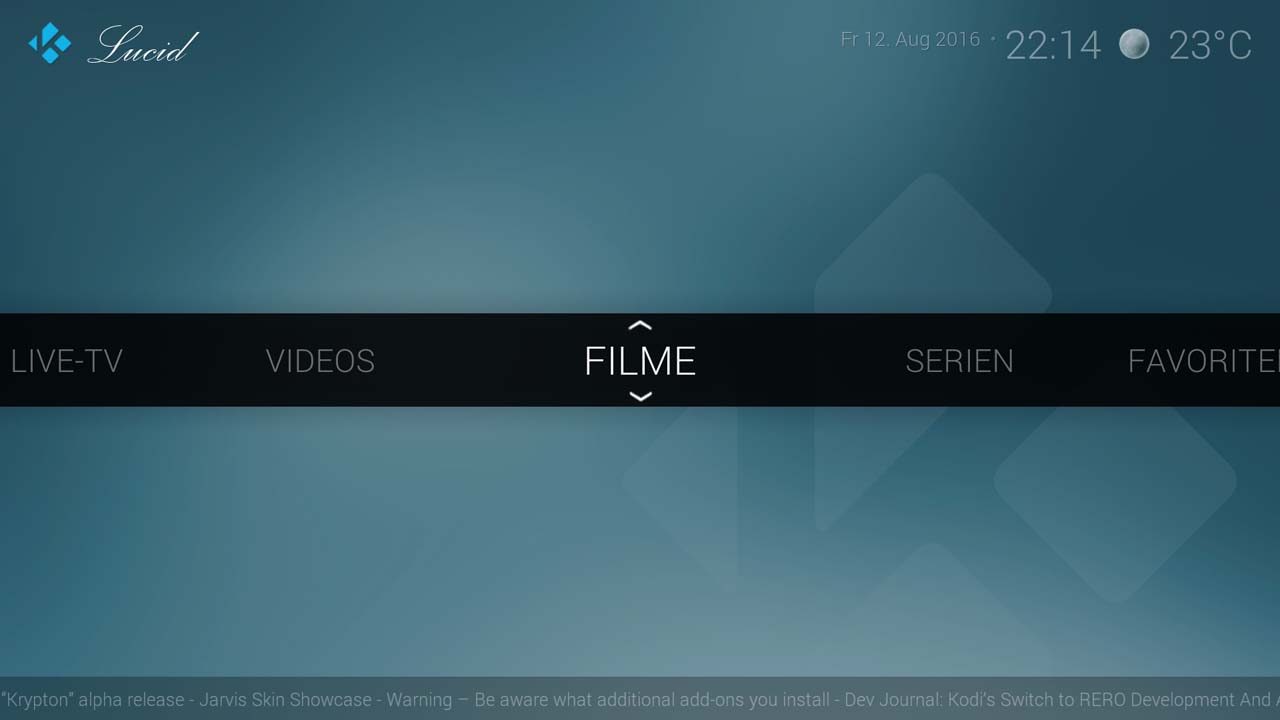 Lucid
Fr 12. Aug 2016 · 22:14 23°C
LIVE-TV VIDEOS FILME SERIEN FAVORITE
“Krypton” alpha release - Jarvis Skin Showcase - Warning – Be aware what additional add-ons you install - Dev Journal: Kodi's Switch to RERO Development And